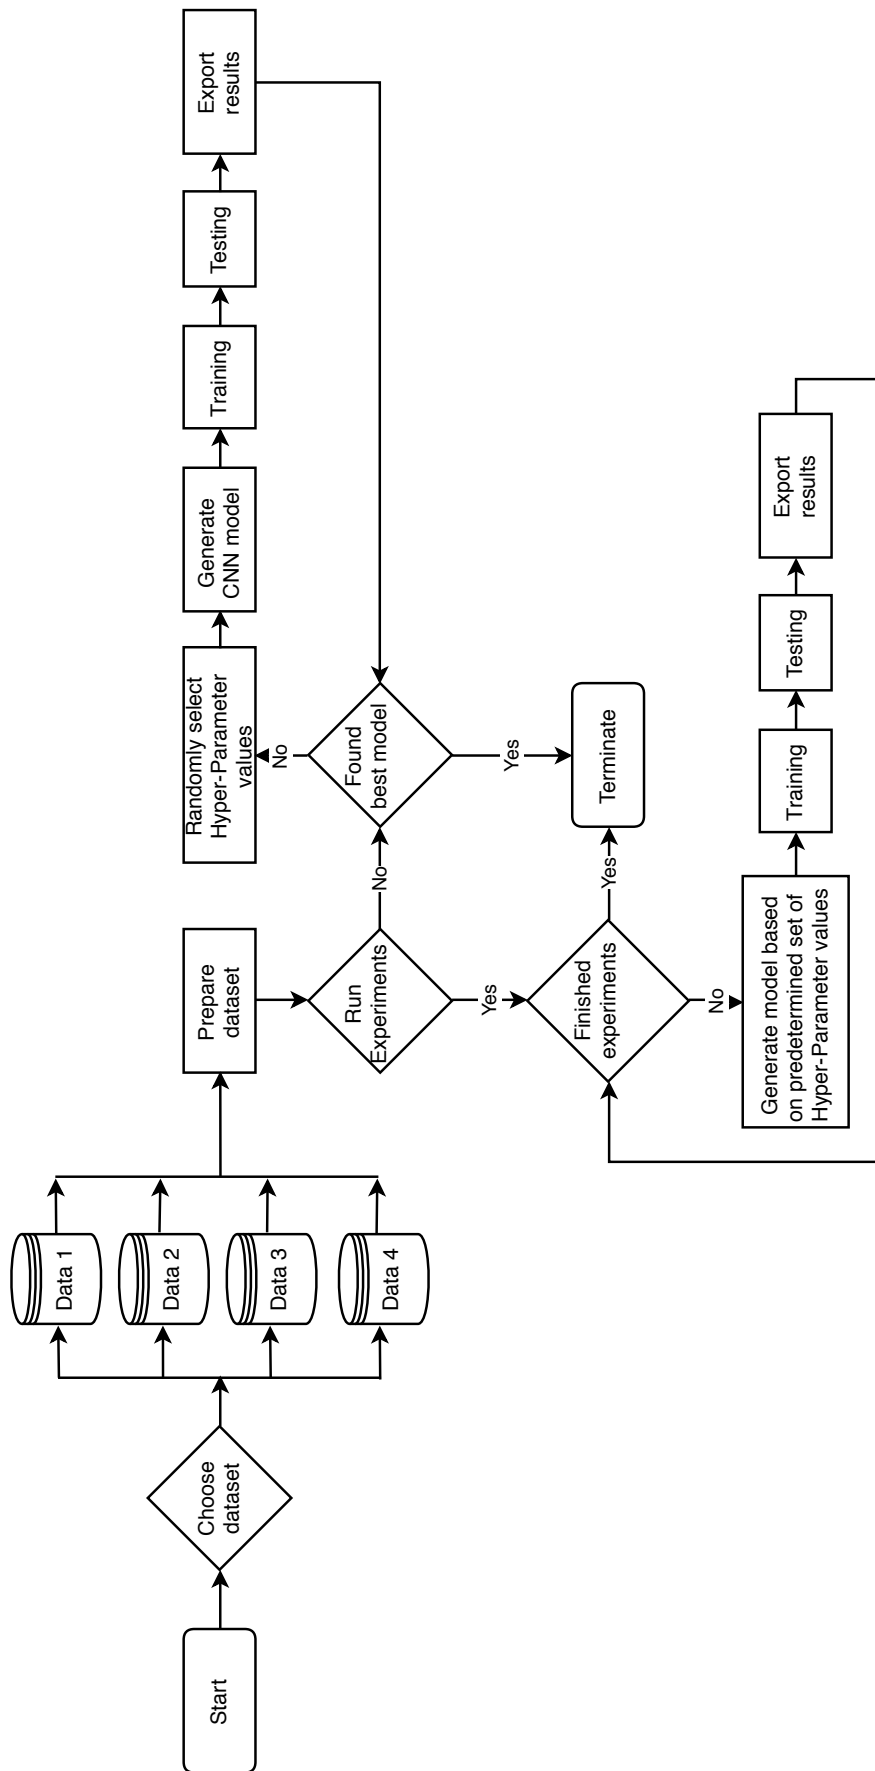 Start
Choose
dataset
Data 1
Data 2
Data 3
Data 4
Prepare
dataset
Run
Experiments
No
Found
best model
No
Randomly select
Hyper-Parameter
values
Generate
CNN model
Training
Testing
Export
results
Yes
Terminate
Yes
Finished
experiments
Yes
No
Generate model based
on predetermined set of
Hyper-Parameter values
Training
Testing
Export
results